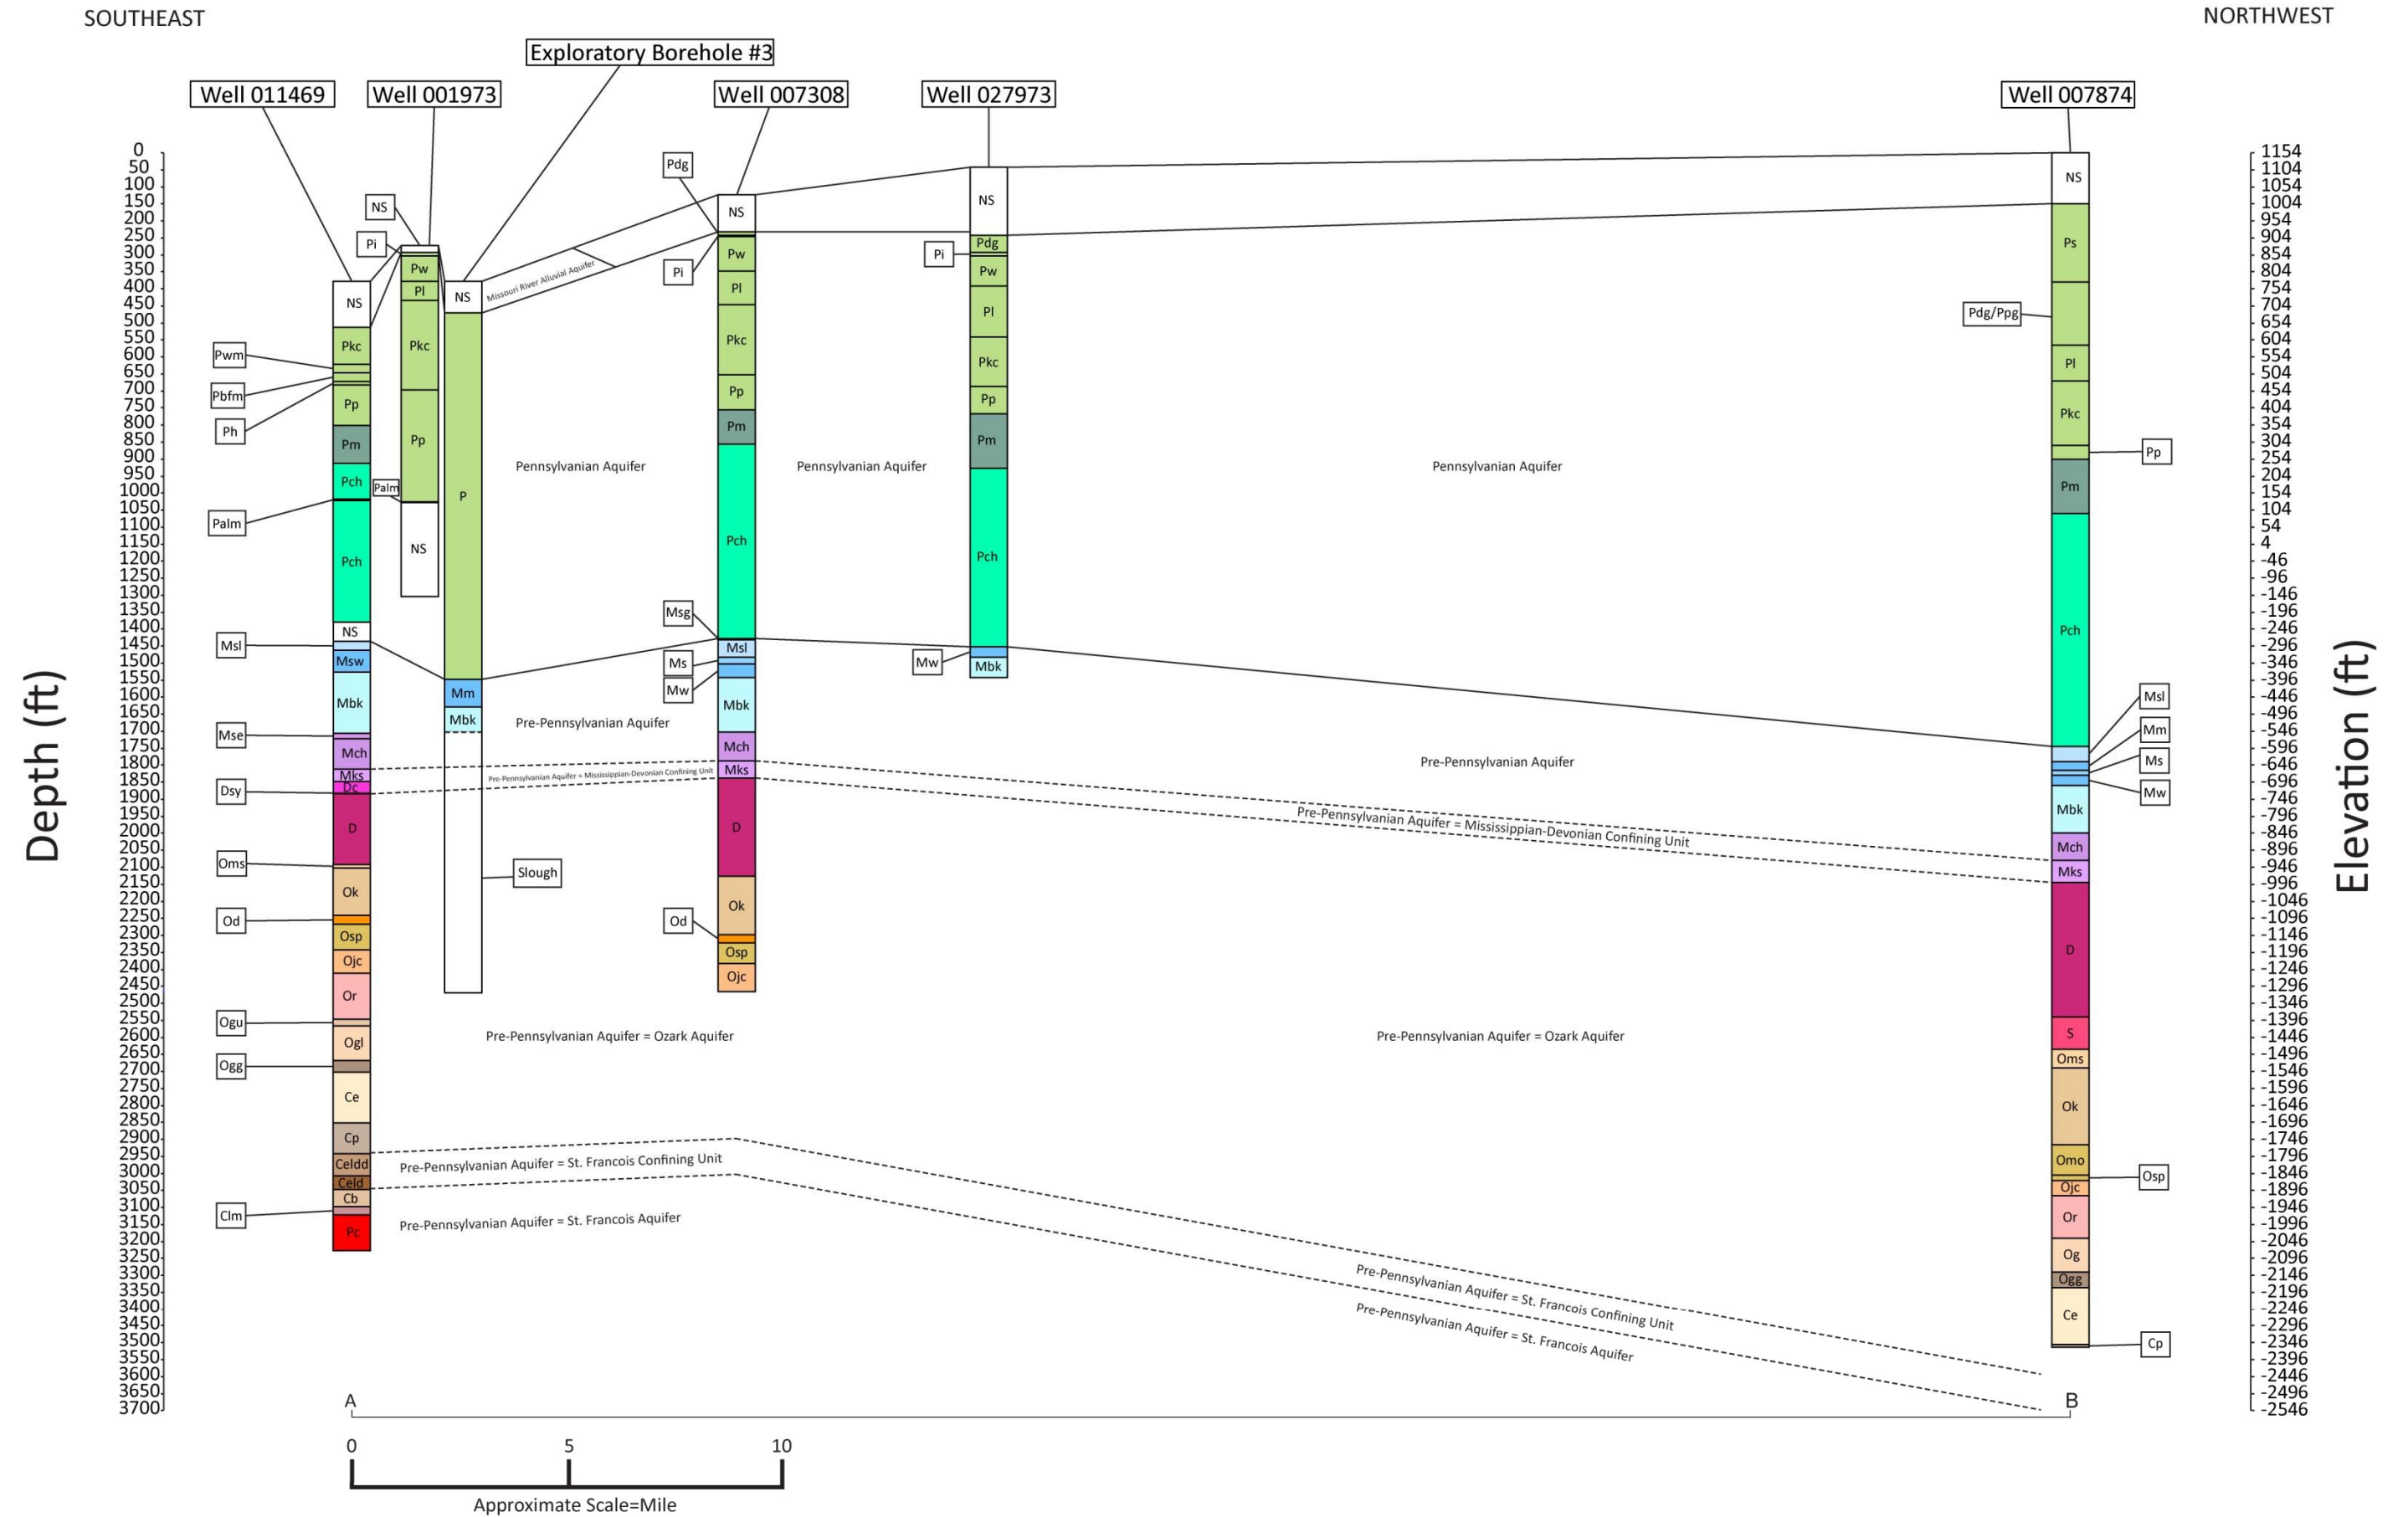 SOUTHEAST
NORTHWEST
Exploratory Borehole #3
Well 011469
Well 001973
Well 007308
Well 027973
Well 007874
Depth (ft)
0
50
100
150
200
250
300
350
400
450
500
550
600
650
700
750
800
850
900
950
1000
1050
1100
1150
1200
1250
1300
1350
1400
1450
1500
1550
1600
1650
1700
1750
1800
1850
1900
1950
2000
2050
2100
2150
2200
2250
2300
2350
2400
2450
2500
2550
2600
2650
2700
2750
2800
2850
2900
2950
3000
3050
3100
3150
3200
3250
3300
3350
3400
3450
3500
3550
3600
3650
3700
NS
Pkc
Pwm
Pbfm
Ph
Pp
Pm
Pch
Palm
Pch
NS
Msl
Msw
Mbk
Mse
Mch
Mks
Dc
Dsy
D
Oms
Ok
Od
Osp
Ojc
Or
Ogu
Ogl
Ogg
Ce
Cp
Celdd
Celd
Cb
Clm
Pc
NS
Pi
Pw
Pl
Pkc
Pp
Palm
NS
NS
P
Mm
Mbk
Slough
Missouri River Alluvial Aquifer
Pdg
NS
Pi
Pw
Pl
Pkc
Pp
Pm
Pch
Msg
Msl
Ms
Mw
Mbk
Mch
Mks
D
Ok
Od
Osp
Ojc
NS
Pdg
Pi
Pw
Pl
Pkc
Pp
Pm
Pch
Mw
Mbk
Pennsylvanian Aquifer
Pennsylvanian Aquifer
Pennsylvanian Aquifer
Pre-Pennsylvanian Aquifer
Pre-Pennsylvanian Aquifer
Pre-Pennsylvanian Aquifer = Mississippian-Devonian Confining Unit
Pre-Pennsylvanian Aquifer = Mississippian-Devonian Confining Unit
Pre-Pennsylvanian Aquifer = Ozark Aquifer
Pre-Pennsylvanian Aquifer = Ozark Aquifer
Pre-Pennsylvanian Aquifer = St. Francois Confining Unit
Pre-Pennsylvanian Aquifer = St. Francois Aquifer
Pre-Pennsylvanian Aquifer = St. Francois Confining Unit
Pre-Pennsylvanian Aquifer = St. Francois Aquifer
NS
Ps
Pdg/Ppg
Pl
Pkc
Pp
Pm
Pch
Msl
Mm
Ms
Mw
Mbk
Mch
Mks
D
S
Oms
Ok
Omo
Osp
Ojc
Or
Og
Ogg
Ce
Cp
1154
1104
1054
1004
954
904
854
804
754
704
654
604
554
504
454
404
354
304
254
204
154
104
54
4
-46
-96
-146
-196
-246
-296
-346
-396
-446
-496
-546
-596
-646
-696
-746
-796
-846
-896
-946
-996
-1046
-1096
-1146
-1196
-1246
-1296
-1346
-1396
-1446
-1496
-1546
-1596
-1646
-1696
-1746
-1796
-1846
-1896
-1946
-1996
-2046
-2096
-2146
-2196
-2246
-2296
-2346
-2396
-2446
-2496
-2546
Elevation (ft)
A
B
0
5
10
Approximate Scale=Mile